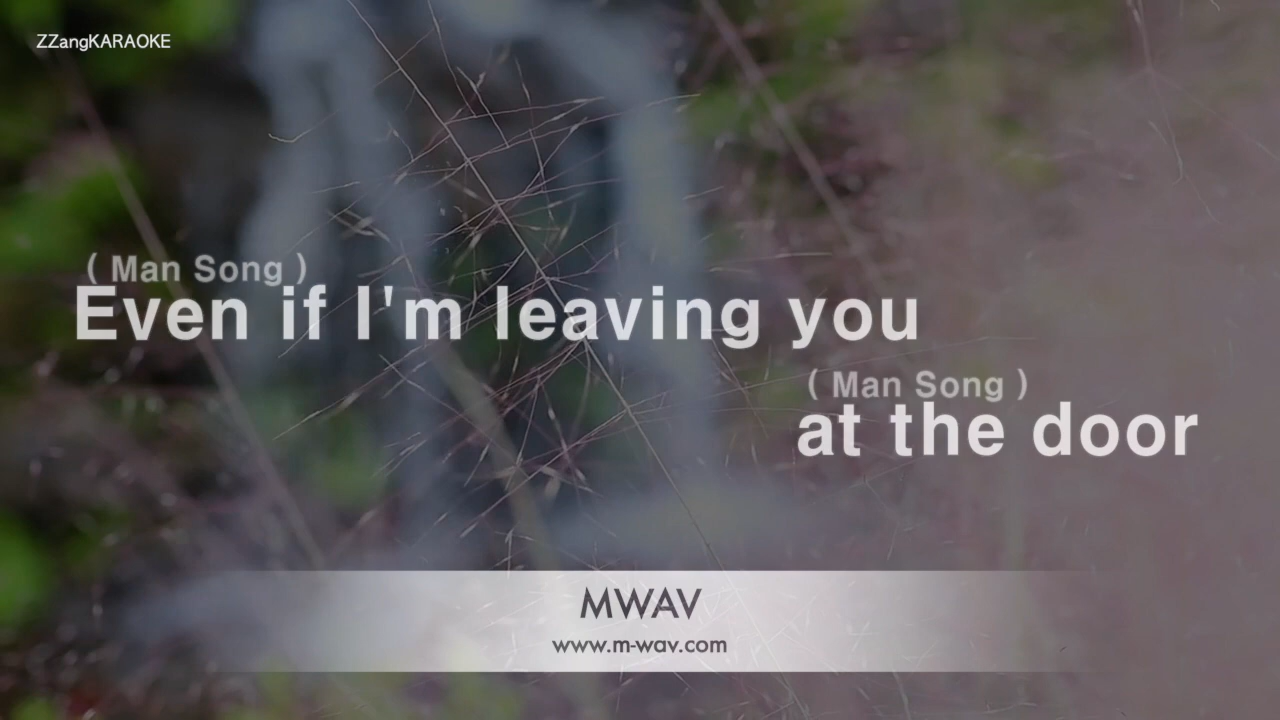 ZZangKARAOKE
( Man Song )
Even if I'm leaving you
( Man Song )
at the door
MWAV
www.m-wav.com